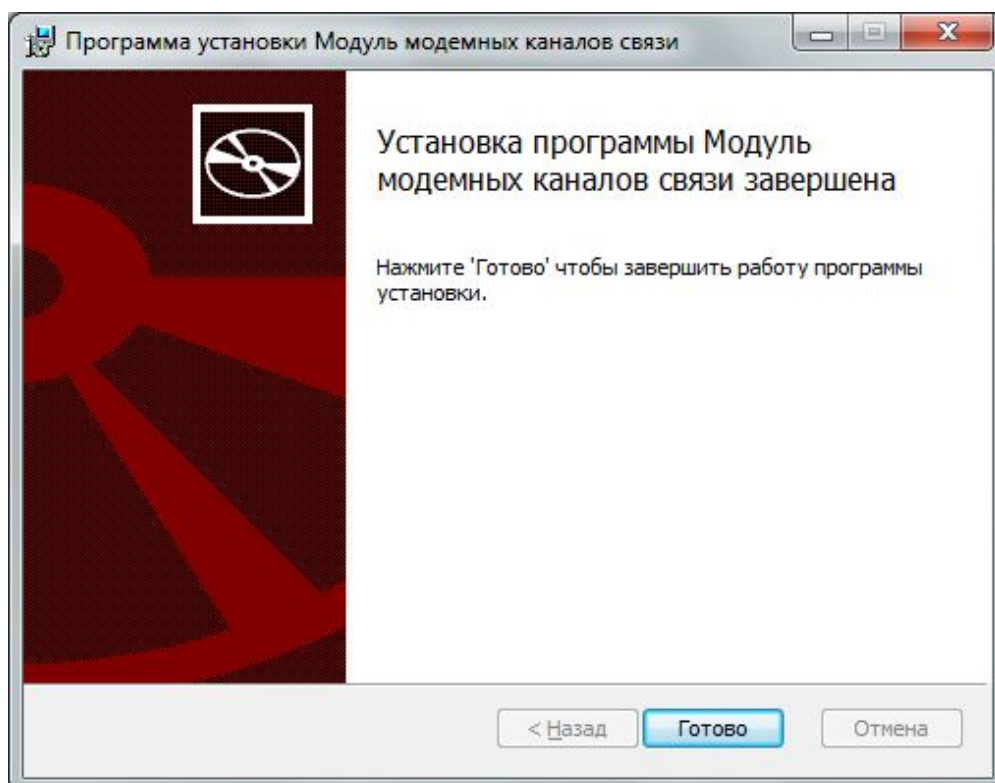 Программа установки Модуль модемных каналов связи
Установка программы Модуль
модемных каналов связи завершена
Нажмите 'Готово' чтобы завершить работу программы
установки.
< Назад
Готово
Отмена